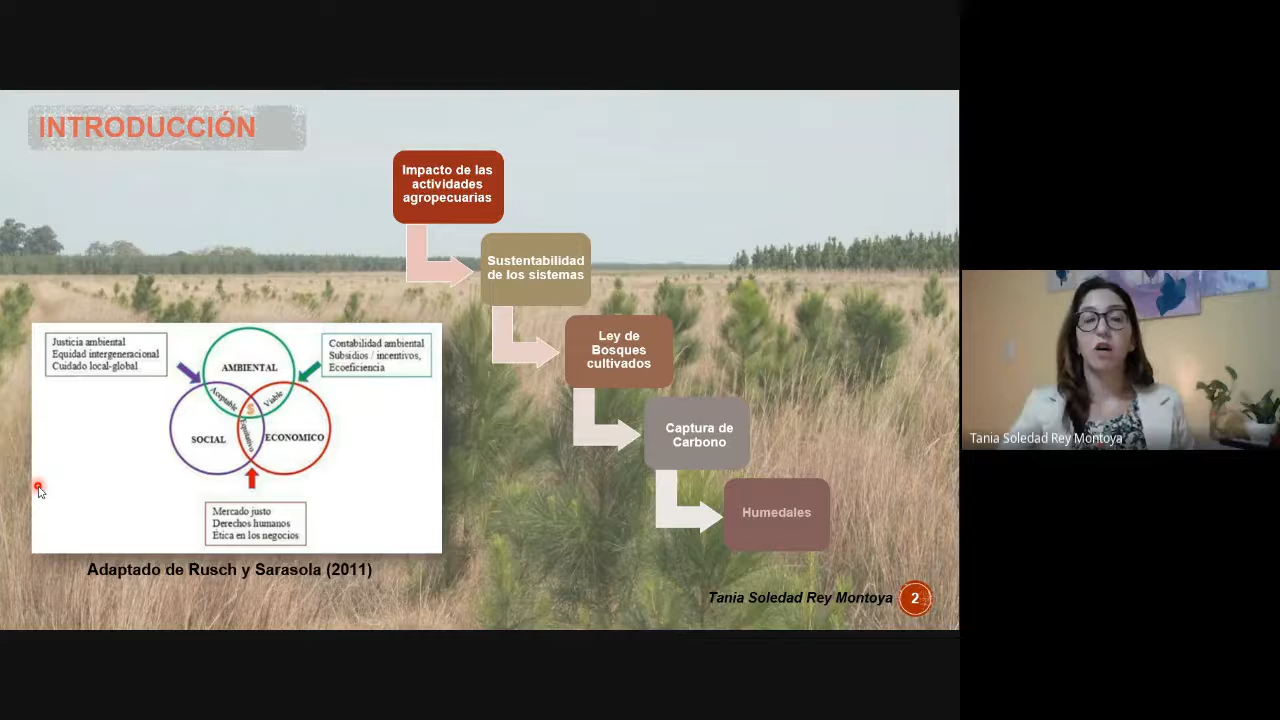 INTRODUCCIÓN
Impacto de las
actividades
agropecuarias
Sustentabilidad
de los sistemas
Ley de
Bosques
cultivados
Captura de
Carbono
Humedales
Justicia ambiental
Equidad intergeneracional
Cuidado local-global
Contabilidad ambiental
Subsidios / incentivos,
Ecoeficiencia
AMBIENTAL
Aceptable
Viable
S
SOCIAL
Equitativo
ECONOMICO
Mercado justo
Derechos humanos
Ética en los negocios
Adaptado de Rusch y Sarasola (2011)
Tania Soledad Rey Montoya
2
Tania Soledad Rey Montoya